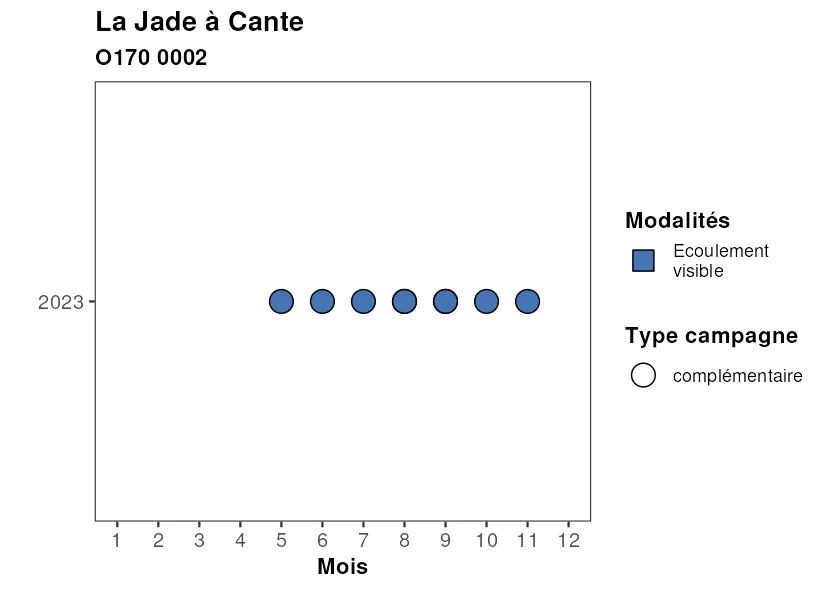 La Jade à Cante
O170 0002
2023
1 2 3 4 5 6 7 8 9 10 11 12
Mois
Modalités
Ecoulement
visible
Type campagne
complémentaire